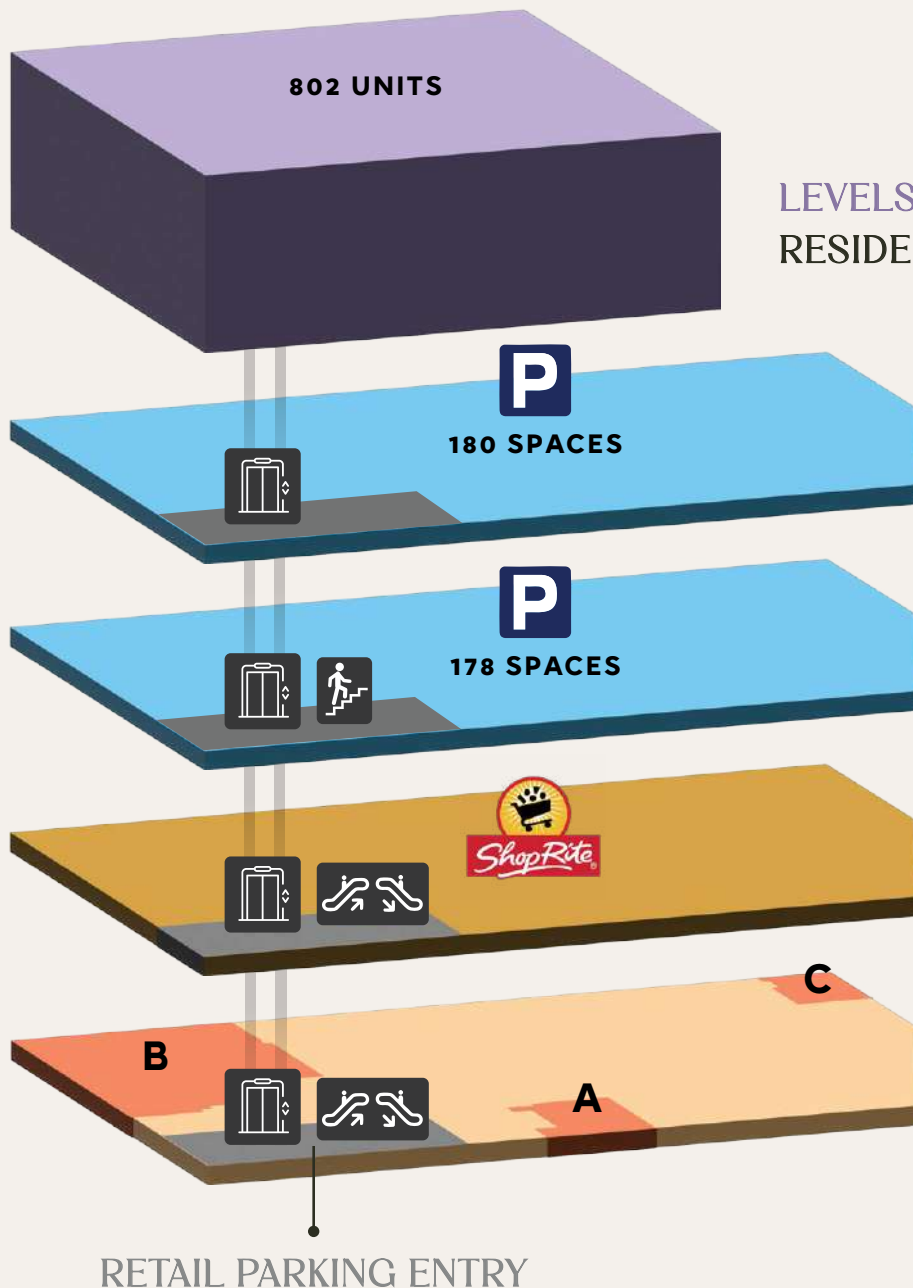 802 UNITS
LEVELS
RESIDE
P
180 SPACES
P
178 SPACES
ShopRite
C
B
A
RETAIL PARKING ENTRY